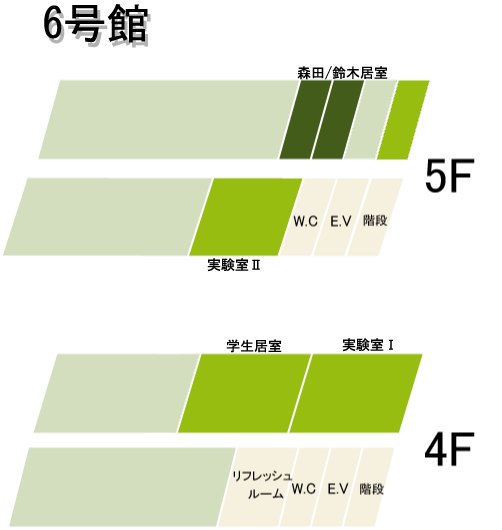 6号館
森田/鈴木居室
5F
W.C
E.V
階段
実験室Ⅱ
学生居室
実験室Ⅰ
4F
リフレッシュ
ルーム
W.C
E.V
階段